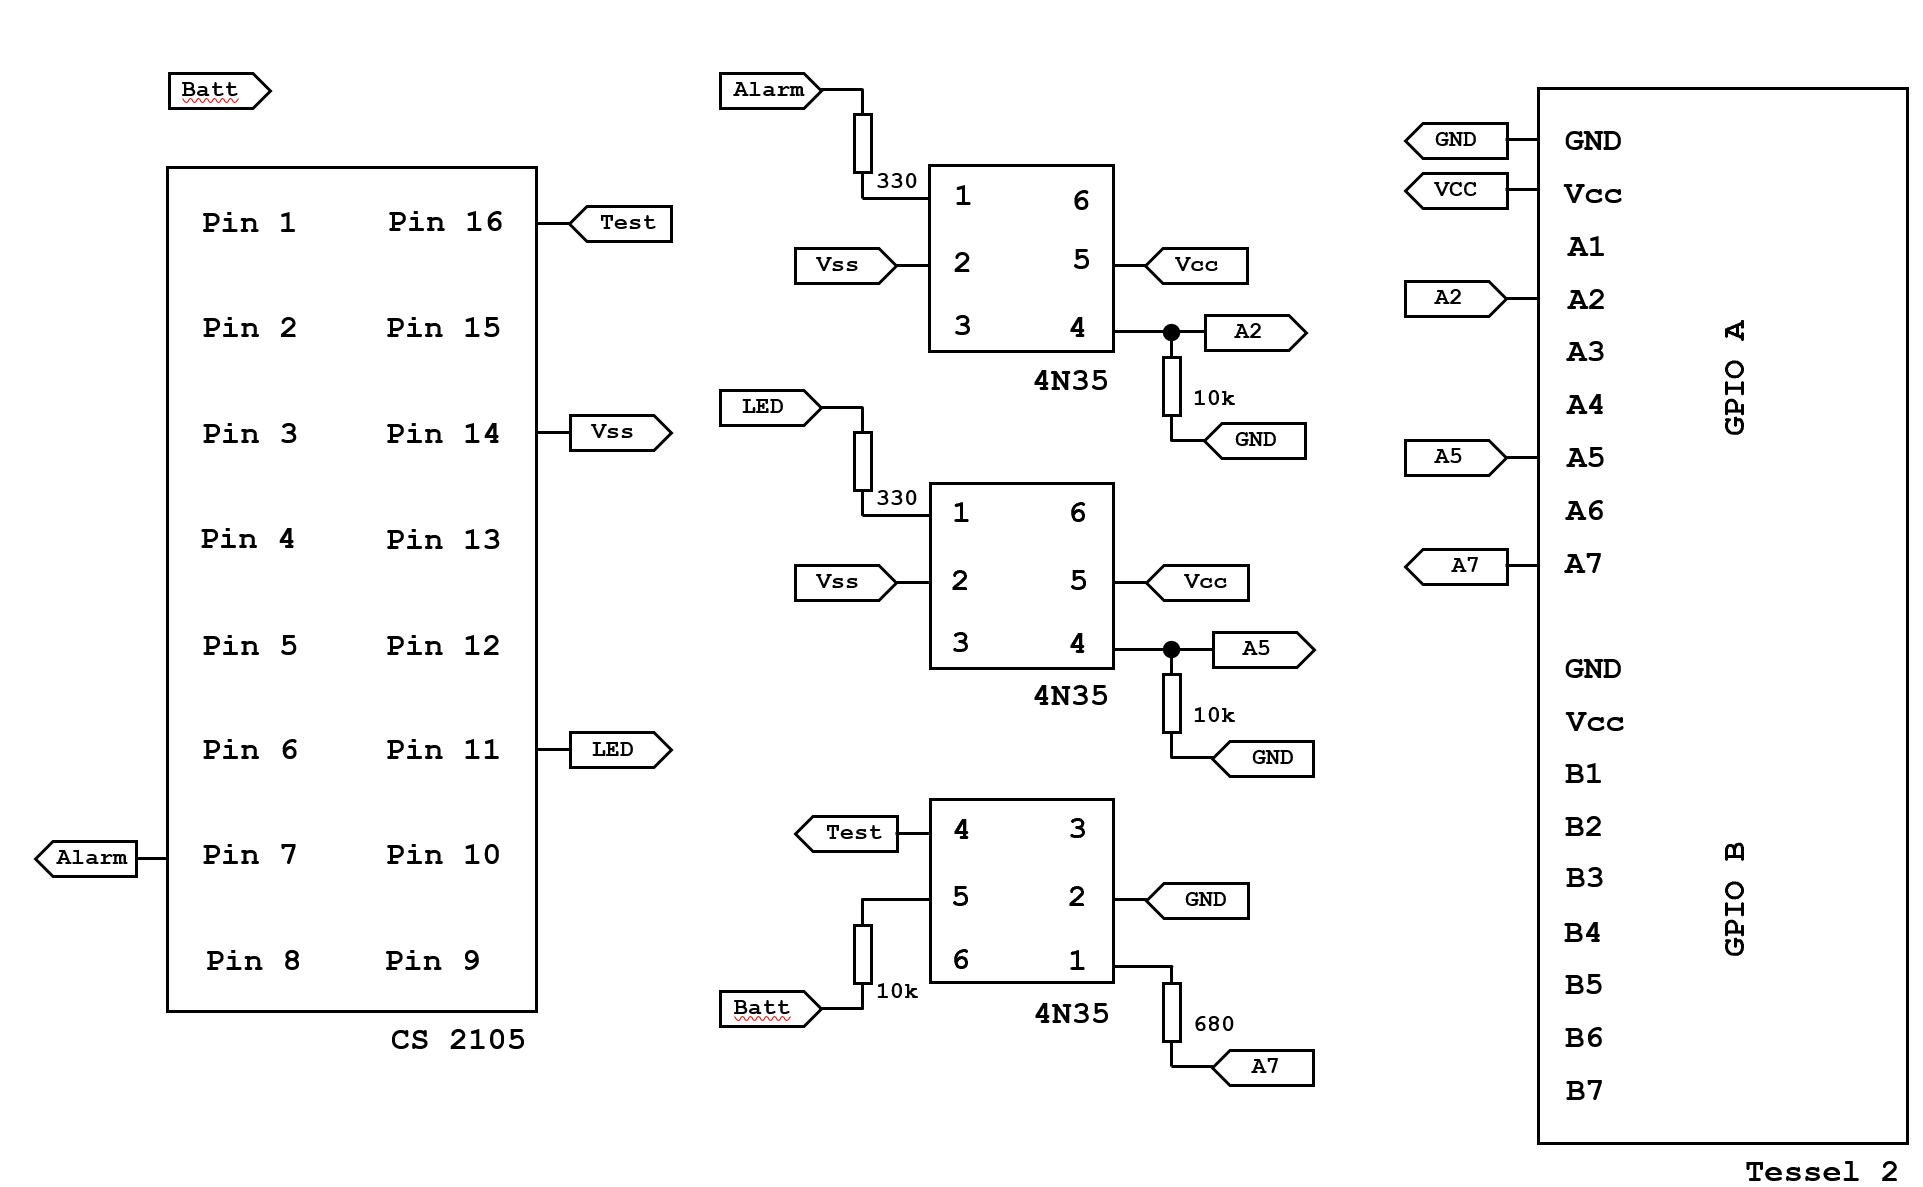 Batt
Pin 1 Pin 16 Test
Pin 2 Pin 15
Pin 3 Pin 14 Vss
Pin 4 Pin 13
Pin 5 Pin 12
Pin 6 Pin 11 LED
Alarm Pin 7 Pin 10
Pin 8 Pin 9
CS 2105
Alarm
330
1 6
Vss 2 5 Vcc
3 4 A2
4N35
10k
GND
LED
330
1 6
Vss 2 5 Vcc
3 4 A5
4N35
10k
GND
Test 4 3
5 2 GND
6 1
10k
Batt
4N35
680
A7
GND GND
VCC Vcc
A1
A2 A2
A3
A4
A5 A5
A6
A7 A7
GPIO A
GND
Vcc
B1
B2
B3
B4
B5
B6
B7
GPIO B
Tessel 2